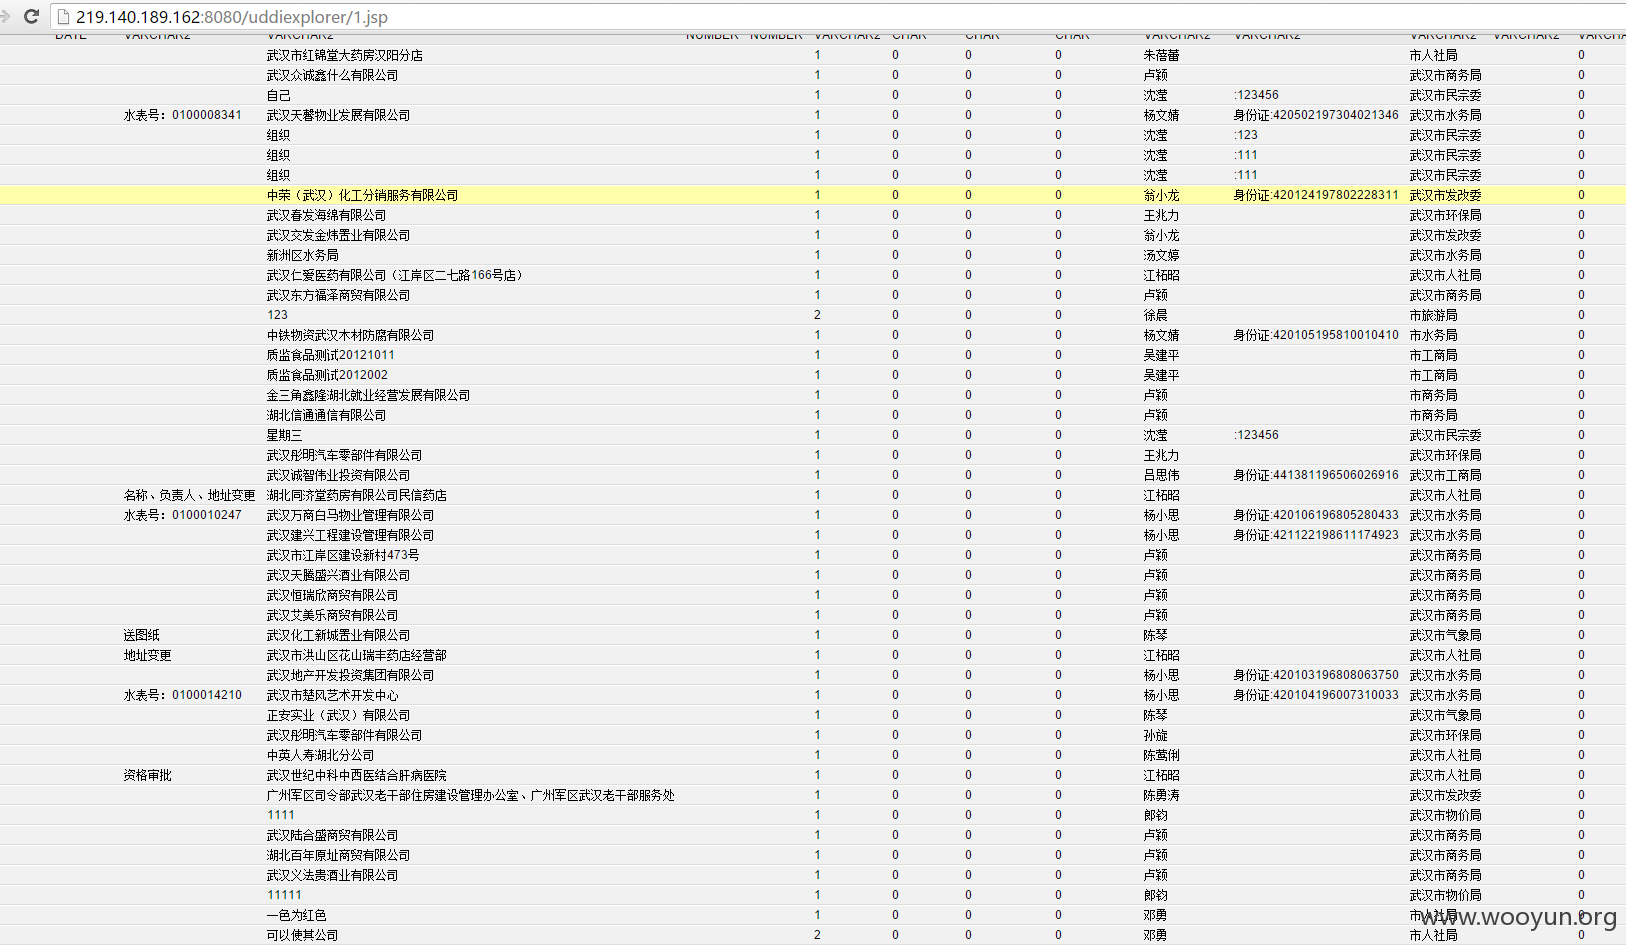 219.140.189.162:8080/uddiexplorer/1.jsp
DATE VARCHAR2 VARCHAR2 NUMBER NUMBER VARCHAR2 CHAR CHAR CHAR VARCHAR2 VARCHAR2 VARCHAR2 VARCHAR2 VARCHA
武汉市红锦堂大药房汉阳分店 1 0 0 0 朱蓓蕾 市人社局 0
武汉众诚鑫什么有限公司 1 0 0 0 卢颖 武汉市商务局 0
自己 1 0 0 0 沈滢 :123456 武汉市民宗委 0
水表号：0100008341 武汉天馨物业发展有限公司 1 0 0 0 杨文婧 身份证:420502197304021346 武汉市水务局 0
组织 1 0 0 0 沈滢 :123 武汉市民宗委 0
组织 1 0 0 0 沈滢 :111 武汉市民宗委 0
组织 1 0 0 0 沈滢 :111 武汉市民宗委 0
中荣（武汉）化工分销服务有限公司 1 0 0 0 翁小龙 身份证:420124197802228311 武汉市发改委 0
武汉春发海绵有限公司 1 0 0 0 王兆力 武汉市环保局 0
武汉交发金炜置业有限公司 1 0 0 0 翁小龙 武汉市发改委 0
新洲区水务局 1 0 0 0 汤文婷 武汉市水务局 0
武汉仁爱医药有限公司（江岸区二七路166号店） 1 0 0 0 江柘昭 武汉市人社局 0
武汉东方福泽商贸有限公司 1 0 0 0 卢颖 武汉市商务局 0
123 2 0 0 0 徐晨 市旅游局 0
中铁物资武汉木材防腐有限公司 1 0 0 0 杨文婧 身份证:420105195810010410 市水务局 0
质监食品测试20121011 1 0 0 0 吴建平 市工商局 0
质监食品测试2012002 1 0 0 0 吴建平 市工商局 0
金三角鑫隆湖北就业经营发展有限公司 1 0 0 0 卢颖 市商务局 0
湖北信通通信有限公司 1 0 0 0 卢颖 市商务局 0
星期三 1 0 0 0 沈滢 :123456 武汉市民宗委 0
武汉彤明汽车零部件有限公司 1 0 0 0 王兆力 武汉市环保局 0
武汉诚智伟业投资有限公司 1 0 0 0 吕思伟 身份证:441381196506026916 武汉市工商局 0
名称、负责人、地址变更 湖北同济堂药房有限公司民信药店 1 0 0 0 江柘昭 武汉市人社局 0
水表号：0100010247 武汉万商白马物业管理有限公司 1 0 0 0 杨小思 身份证:420106196805280433 武汉市水务局 0
武汉建兴工程建设管理有限公司 1 0 0 0 杨小思 身份证:421122198611174923 武汉市水务局 0
武汉市江岸区建设新村473号 1 0 0 0 卢颖 武汉市商务局 0
武汉天腾盛兴酒业有限公司 1 0 0 0 卢颖 武汉市商务局 0
武汉恒瑞欣商贸有限公司 1 0 0 0 卢颖 武汉市商务局 0
武汉艾美乐商贸有限公司 1 0 0 0 卢颖 武汉市商务局 0
送图纸 武汉化工新城置业有限公司 1 0 0 0 陈琴 武汉市气象局 0
地址变更 武汉市洪山区花山瑞丰药店经营部 1 0 0 0 江柘昭 武汉市人社局 0
武汉地产开发投资集团有限公司 1 0 0 0 杨小思 身份证:420103196808063750 武汉市水务局 0
水表号：0100014210 武汉市楚风艺术开发中心 1 0 0 0 杨小思 身份证:420104196007310033 武汉市水务局 0
正安实业（武汉）有限公司 1 0 0 0 陈琴 武汉市气象局 0
武汉彤明汽车零部件有限公司 1 0 0 0 孙旋 武汉市环保局 0
中英人寿湖北分公司 1 0 0 0 陈莺俐 武汉市人社局 0
资格审批 武汉世纪中科中西医结合肝病医院 1 0 0 0 江柘昭 武汉市人社局 0
广州军区司令部武汉老干部住房建设管理办公室、广州军区武汉老干部服务处 1 0 0 0 陈勇涛 武汉市发改委 0
1111 1 0 0 0 郎钧 武汉市物价局 0
武汉陆合盛商贸有限公司 1 0 0 0 卢颖 武汉市商务局 0
湖北百年原址商贸有限公司 1 0 0 0 卢颖 武汉市商务局 0
武汉义法贵酒业有限公司 1 0 0 0 卢颖 武汉市商务局 0
11111 1 0 0 0 郎钧 武汉市物价局 0
一色为红色 1 0 0 0 邓勇 市人社局 0
www.wooyun.org
可以使其公司 2 0 0 0 邓勇 市人社局 0